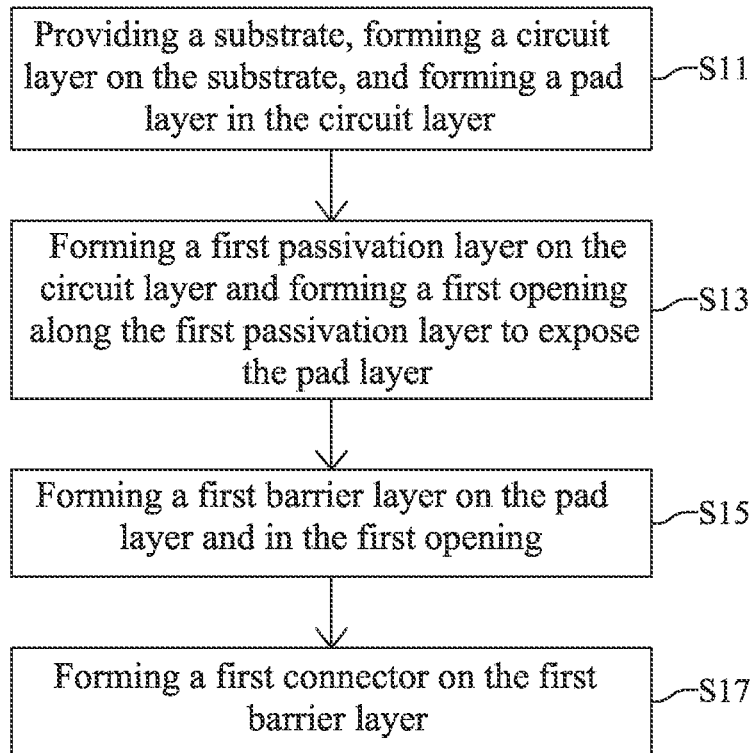 Providing a substrate, forming a circuit
layer on the substrate, and forming a pad
layer in the circuit layer
S11
Forming a first passivation layer on the
circuit layer and forming a first opening
along the first passivation layer to expose
the pad layer
S13
Forming a first barrier layer on the pad
layer and in the first opening
S15
Forming a first connector on the first
barrier layer
S17